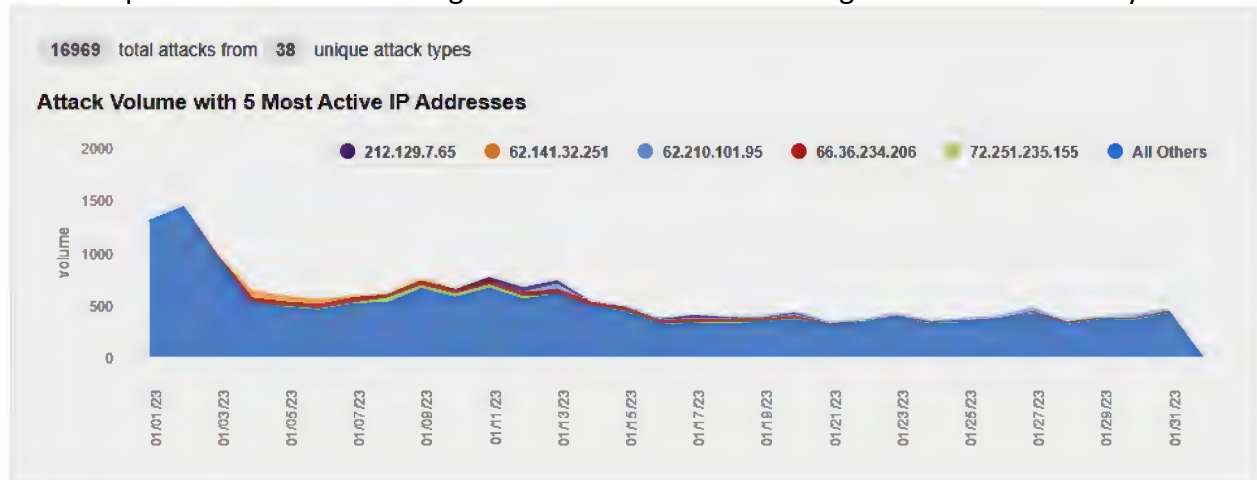 16969 total attacks from 38 unique attack types
Attack Volume with 5 Most Active IP Addresses
212.129.7.65 62.141.32.251 62.210.101.95 66.36.234.206 72.251.235.155 All Others
2000
1500
1000
500
0
volume
01/01/23 01/03/23 01/05/23 01/07/23 01/09/23 01/11/23 01/13/23 01/15/23 01/17/23 01/19/23 01/21/23 01/23/23 01/25/23 01/27/23 01/29/23 01/31/23